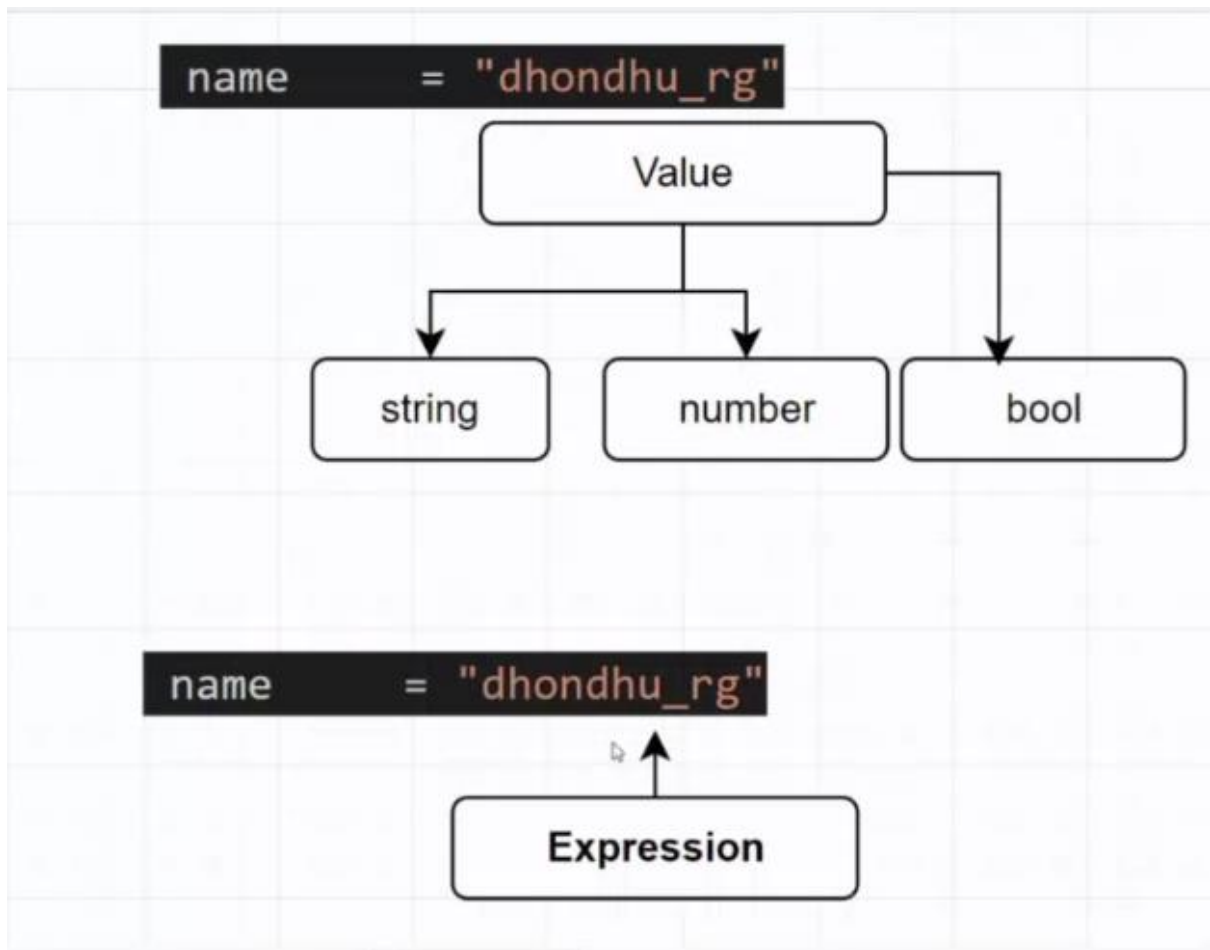 name = "dhondhu_rg"
Value
string number bool
name = "dhondhu_rg"
Expression